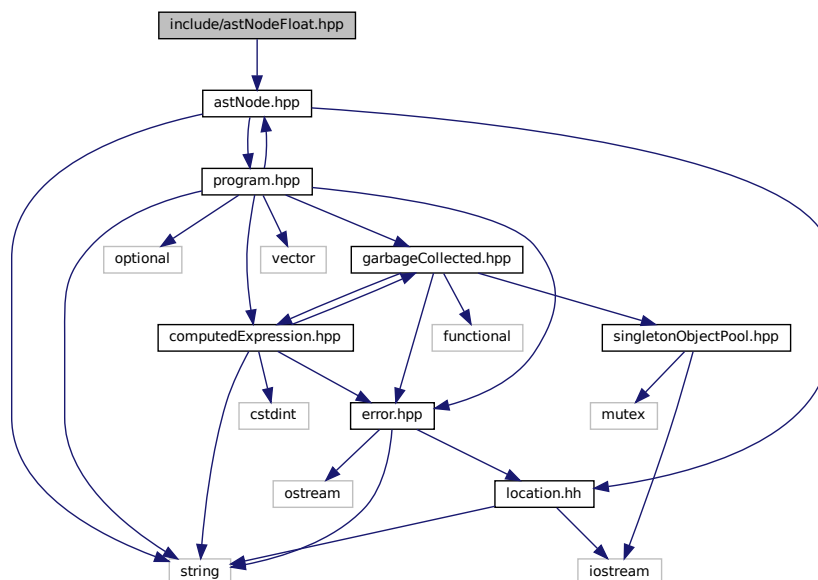 include/astNodeFloat.hpp
astNode.hpp
program.hpp
optional
vector
garbageCollected.hpp
computedExpression.hpp
functional
singletonObjectPool.hpp
cstdint
error.hpp
mutex
ostream
location.hh
string
iostream